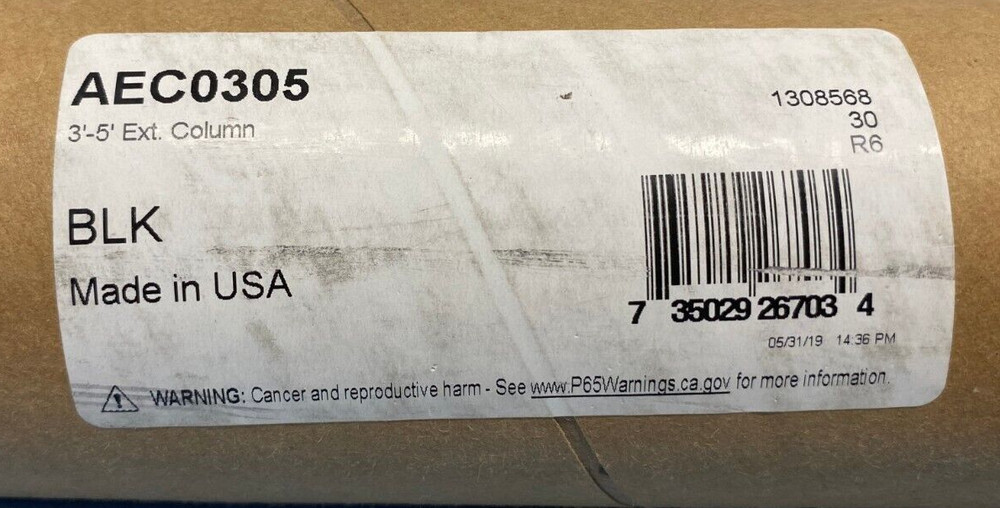 AEC0305
3'-5' Ext. Column
1308568
30
R6
BLK
Made in USA
7 35029 26703 4
05/31/19 14:36 PM
WARNING: Cancer and reproductive harm - See www.P65Warnings.ca.gov for more information.